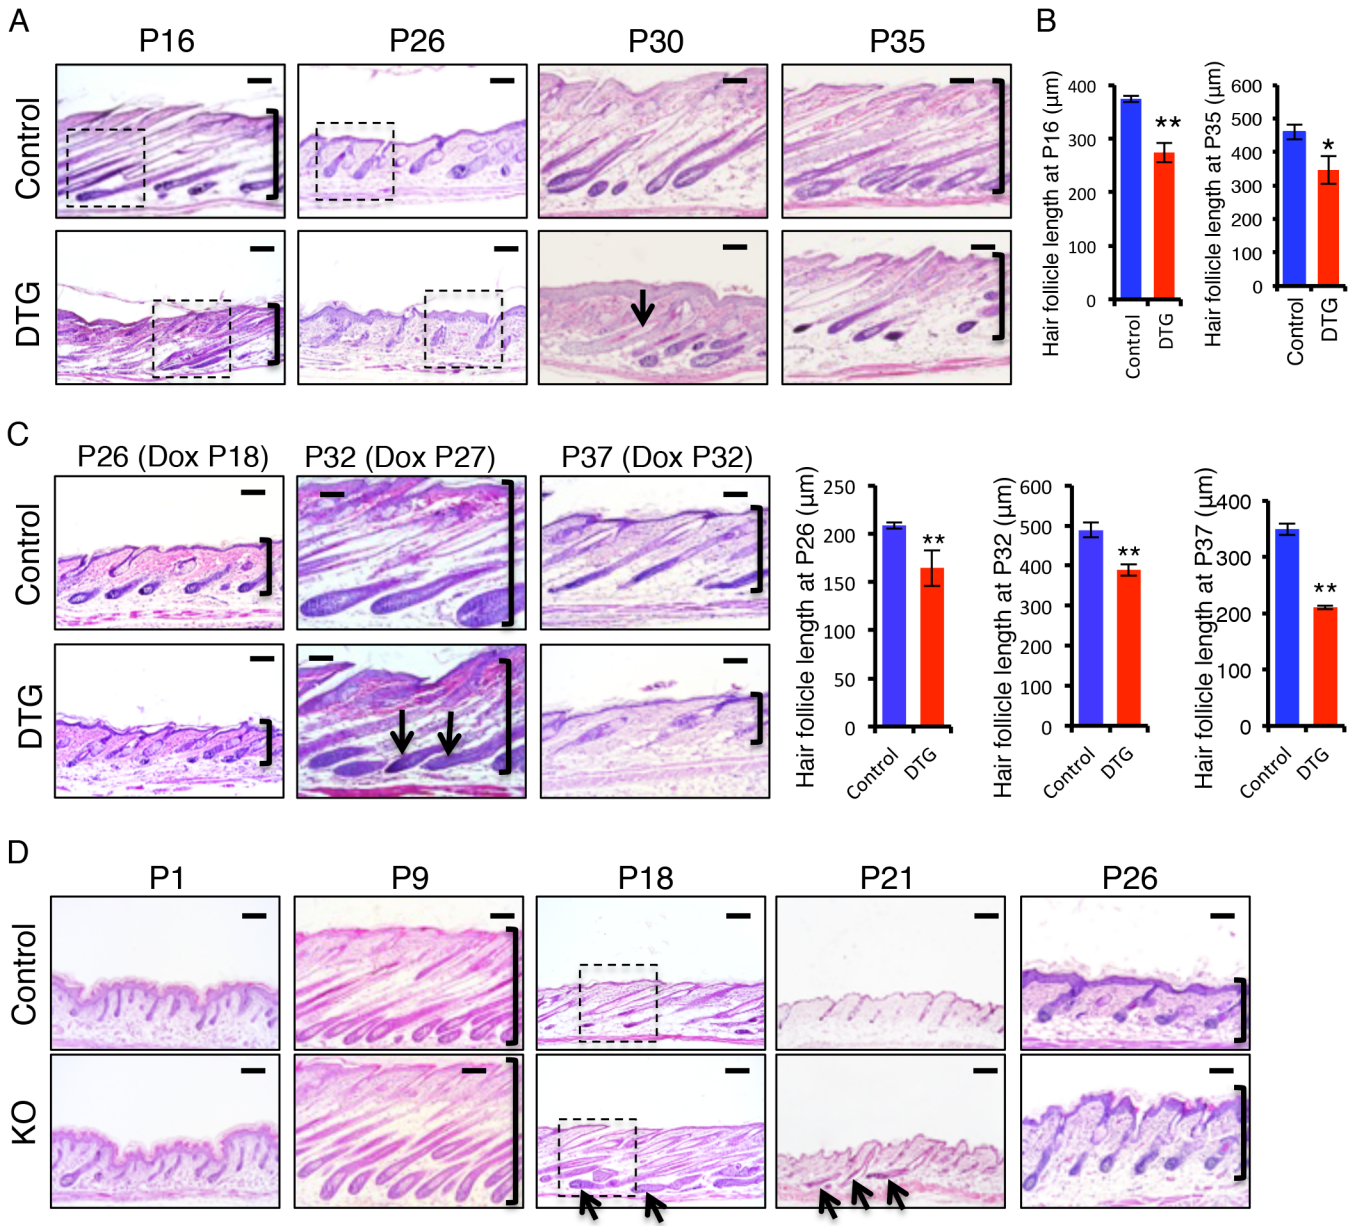 A
P16
P26
P30
P35
Control
DTG
B
Hair follicle length at P16 (μm)
400
300
200
100
0
**
Control
DTG
Hair follicle length at P35 (μm)
600
500
400
300
200
100
0
*
Control
DTG
C
P26 (Dox P18)
P32 (Dox P27)
P37 (Dox P32)
Control
DTG
Hair follicle length at P26 (μm)
250
200
150
100
50
0
**
Control
DTG
Hair follicle length at P32 (μm)
600
500
400
300
200
100
0
**
Control
DTG
Hair follicle length at P37 (μm)
400
300
200
100
0
**
Control
DTG
D
P1
P9
P18
P21
P26
Control
KO